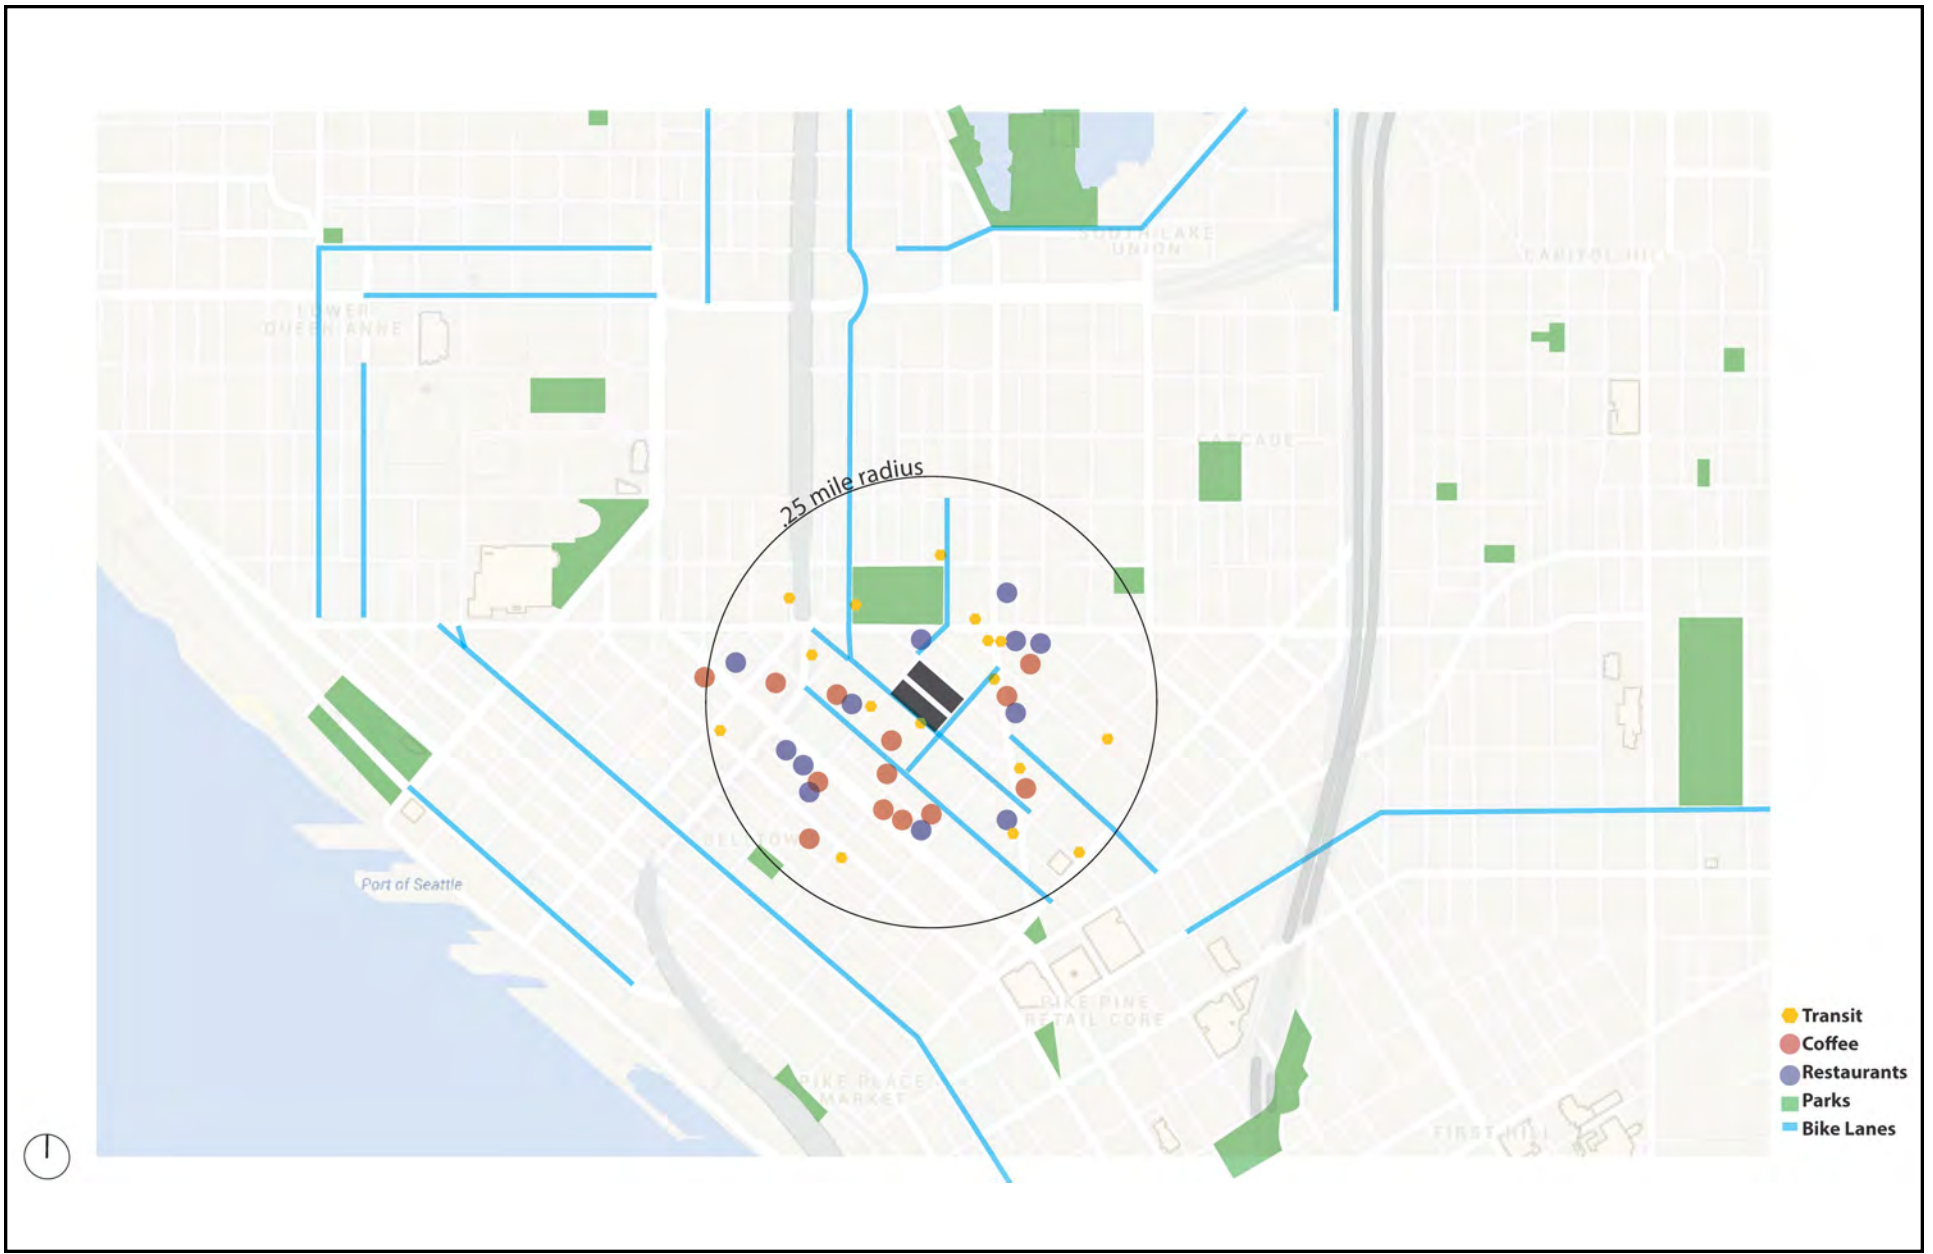 SOUTH LAKE
UNION
CAPITOL HILL
LOWER
QUEEN ANNE
CASCADE
.25 mile radius
BELLTOWN
Port of Seattle
PIKE PINE
RETAIL CORE
PIKE PLACE
MARKET
FIRST HILL
Transit
Coffee
Restaurants
Parks
Bike Lanes